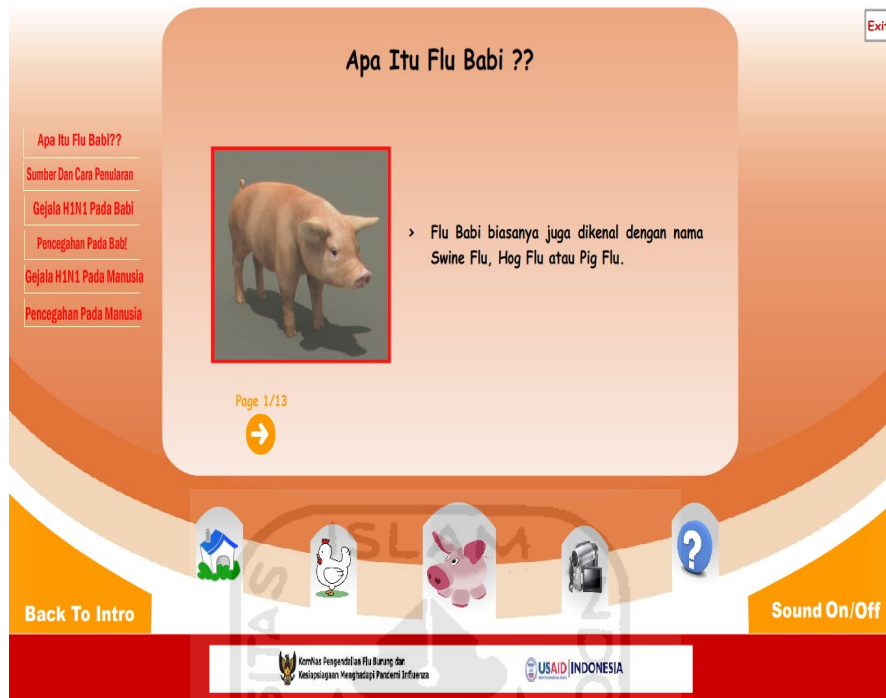 Exit
Apa Itu Flu Babi ??
Apa Itu Flu Babi??
Sumber Dan Cara Penularan
Gejala H1N1 Pada Babi
Pencegahan Pada Babi
Gejala H1N1 Pada Manusia
Pencegahan Pada Manusia
> Flu Babi biasanya juga dikenal dengan nama
Swine Flu, Hog Flu atau Pig Flu.
Page 1/13
ISLAM
Back To Intro
Sound On/Off
KomNas Pengendalian Flu Burung dan
Kesiapsiagaan Menghadapi Pandemi Influenza
USAID INDONESIA